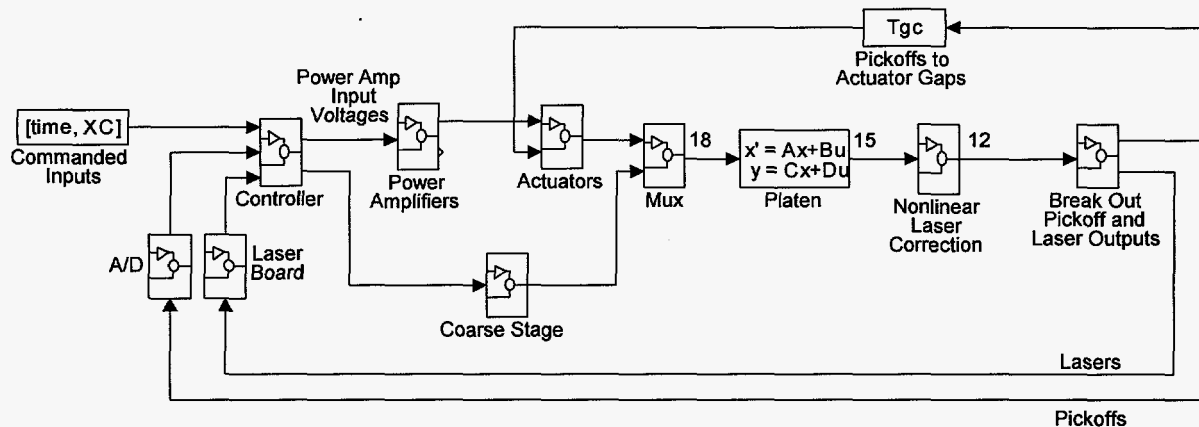 Tgc
Pickoffs to
Actuator Gaps
Power Amp
Input
Voltages
[time, XC]
Commanded
Inputs
Controller
Power
Amplifiers
Actuators
18
Mux
x' = Ax+Bu
y = Cx+Du
Platen
15
Nonlinear
Laser
Correction
12
Break Out
Pickoff and
Laser Outputs
A/D
Laser
Board
Coarse Stage
Lasers
Pickoffs